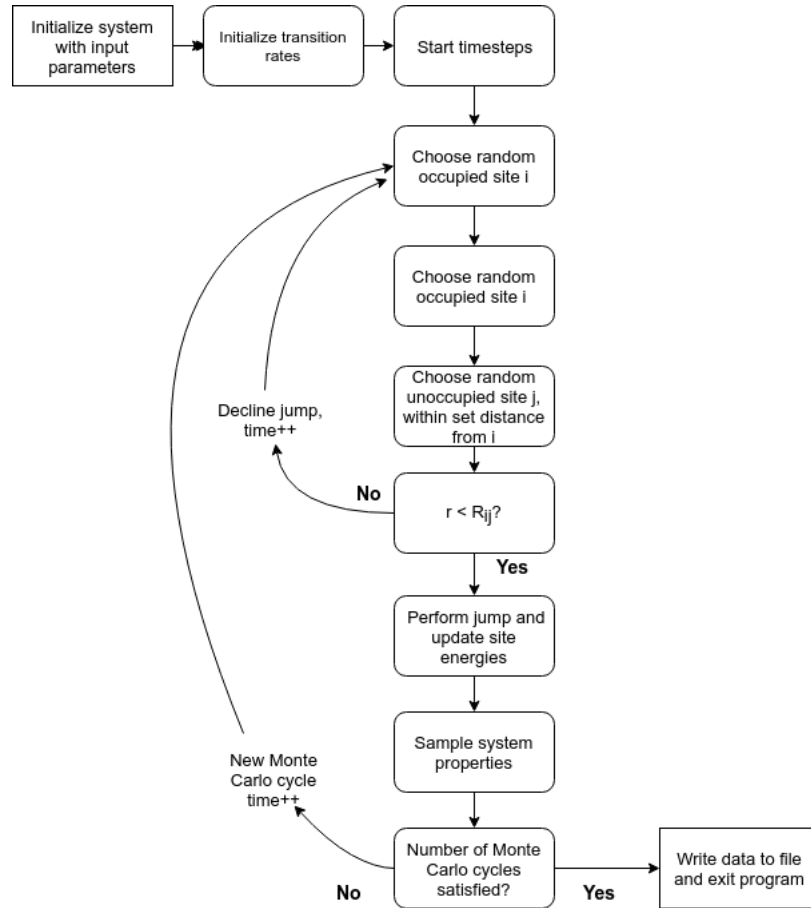 Initialize system
with input
parameters
Initialize transition
rates
Start timesteps
Choose random
occupied site i
Choose random
occupied site i
Choose random
unoccupied site j,
within set distance
from i
Decline jump,
time++
No
r < Rij?
Yes
Perform jump and
update site
energies
Sample system
properties
New Monte
Carlo cycle
time++
Number of Monte
Carlo cycles
satisfied?
No
Yes
Write data to file
and exit program